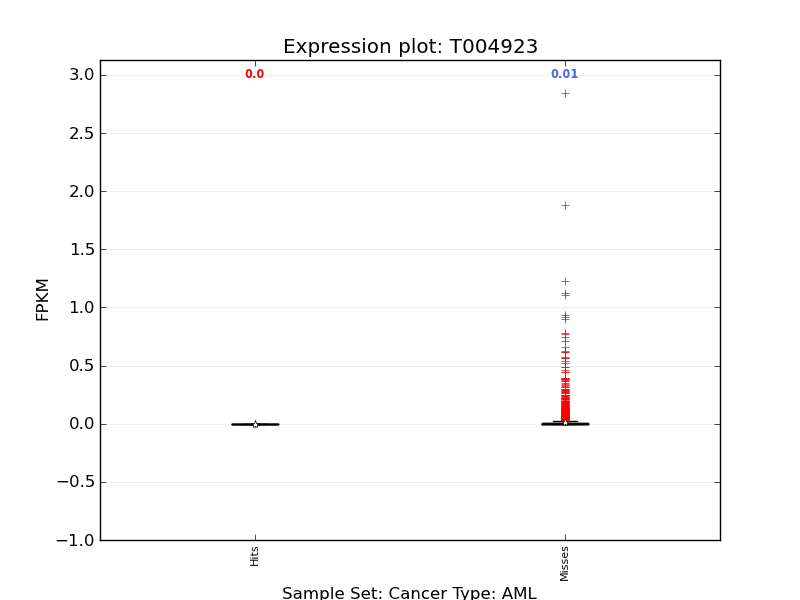 Expression plot: T004923
3.0
0.0
0.01
2.5
2.0
1.5
1.0
0.5
0.0
−0.5
−1.0
FPKM
Hits
Misses
Sample Set: Cancer Type: AML